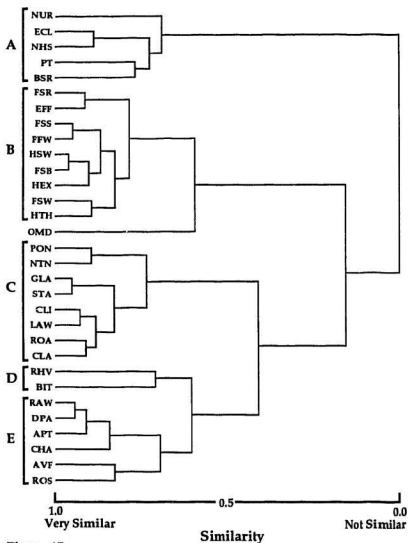 A
NUR
ECL
NHS
PT
BSR
B
FSR
EFF
FSS
FFW
HSW
FSB
HEX
FSW
HTH
OMD
C
PON
NTN
GLA
STA
CLI
LAW
ROA
CLA
D
RHV
BIT
E
RAW
DPA
APT
CHA
AVF
ROS
1.0 0.5 0.0
Very Similar Not Similar
Similarity